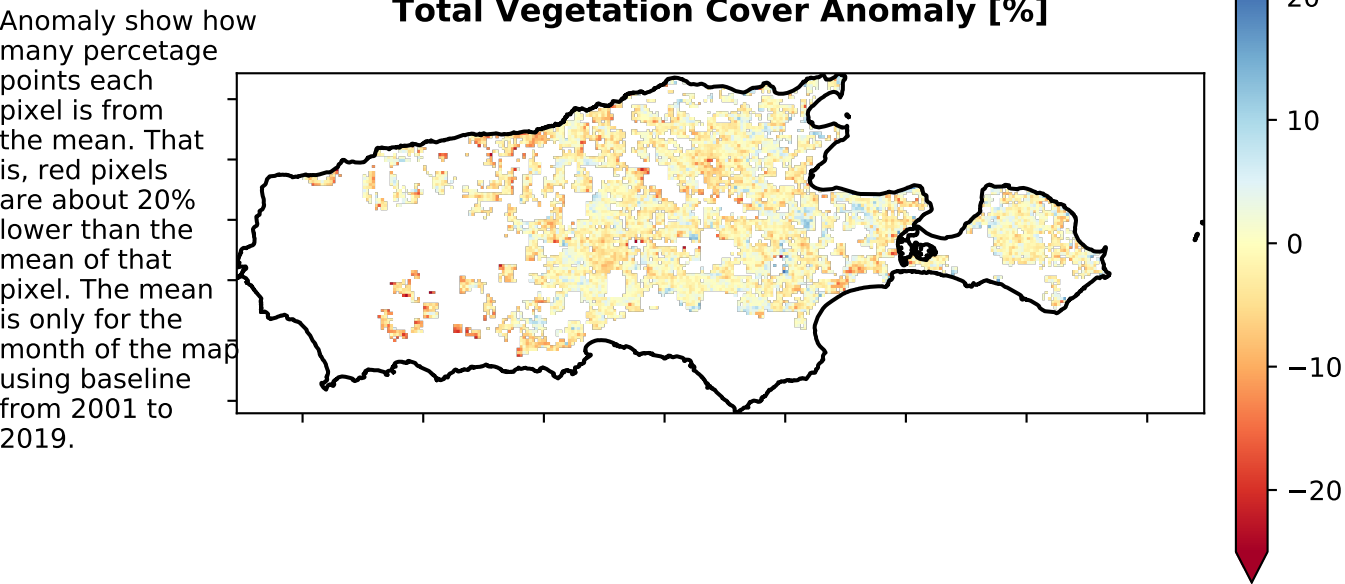 Total Vegetation Cover Anomaly [%]
Anomaly show how
many percetage
points each
pixel is from
the mean. That
is, red pixels
are about 20%
lower than the
mean of that
pixel. The mean
is only for the
month of the map
using baseline
from 2001 to
2019.
20
10
0
−10
−20